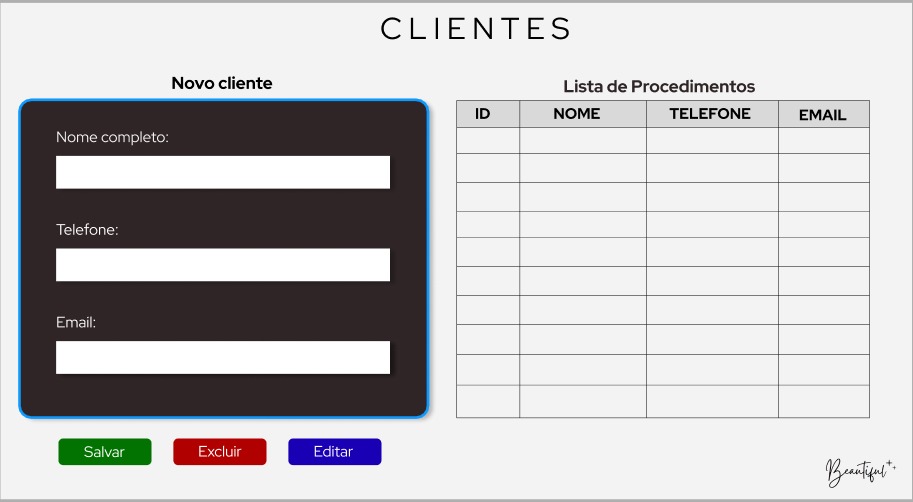 CLIENTES
Novo cliente
Nome completo:
Telefone:
Email:
Salvar Excluir Editar
Lista de Procedimentos
ID NOME TELEFONE EMAIL
Beautiful